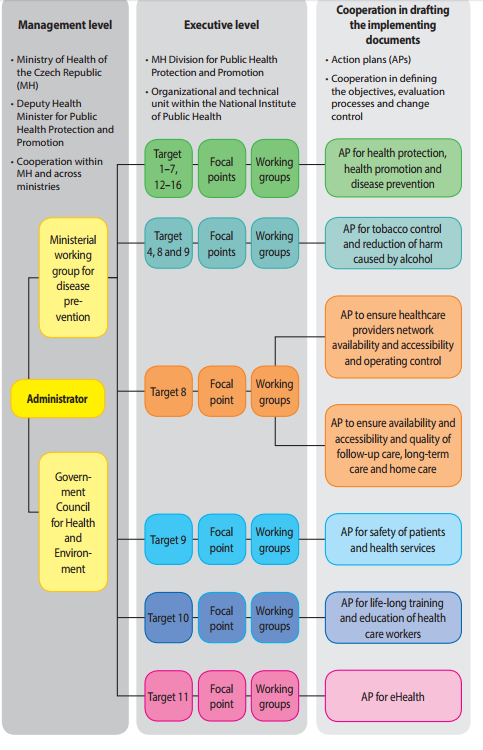 Management level
• Ministry of Health of
the Czech Republic
(MH)
• Deputy Health
Minister for Public
Health Protection and
Promotion
• Cooperation within
MH and across
ministries
Ministerial
working
group for
disease
pre-
vention
Administrator
Govern-
ment
Council
for Health
and
Environ-
ment
Executive level
• MH Division for Public Health
Protection and Promotion
• Organizational and technical
unit within the National Institute
of Public Health
Cooperation in drafting
the implementing
documents
• Action plans (APs)
• Cooperation in defining
the objectives, evaluation
processes and change
control
Target
1–7,
12–16
Focal
points
Working
groups
AP for health protection,
health promotion and
disease prevention
Target
4, 8 and 9
Focal
points
Working
groups
AP for tobacco control
and reduction of harm
caused by alcohol
Target 8
Focal
point
Working
groups
AP to ensure healthcare
providers network
availability and accessibility
and operating control
AP to ensure availability and
accessibility and quality of
follow-up care, long-term
care and home care
Target 9
Focal
point
Working
groups
AP for safety of patients
and health services
Target 10
Focal
point
Working
groups
AP for life-long training
and education of health
care workers
Target 11
Focal
point
Working
groups
AP for eHealth